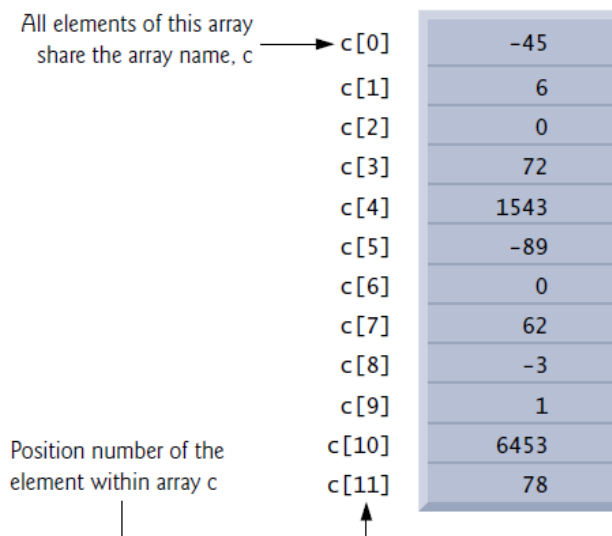 All elements of this array
share the array name, c
c[0] -45
c[1] 6
c[2] 0
c[3] 72
c[4] 1543
c[5] -89
c[6] 0
c[7] 62
c[8] -3
c[9] 1
c[10] 6453
Position number of the
element within array c
c[11] 78